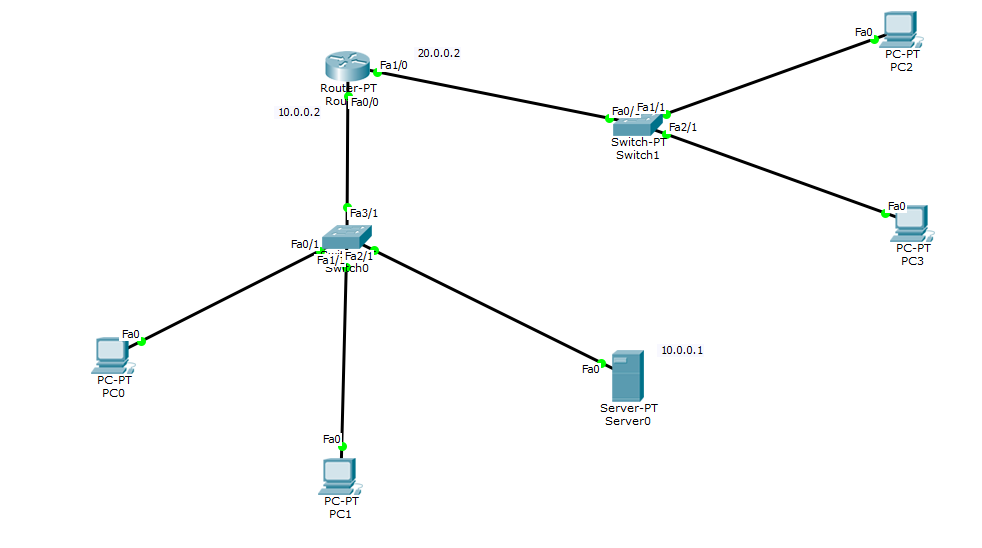 Fa0
PC-PT
PC2
20.0.0.2
Fa1/0
Router-PT
Fa0/0
10.0.0.2
Fa1/1
Fa2/1
Switch-PT
Switch1
Fa0
PC-PT
PC3
Fa3/1
Fa0/1
Fa2/1
Switch0
Fa0
PC-PT
PC0
10.0.0.1
Fa0
Server-PT
Server0
Fa0
PC-PT
PC1